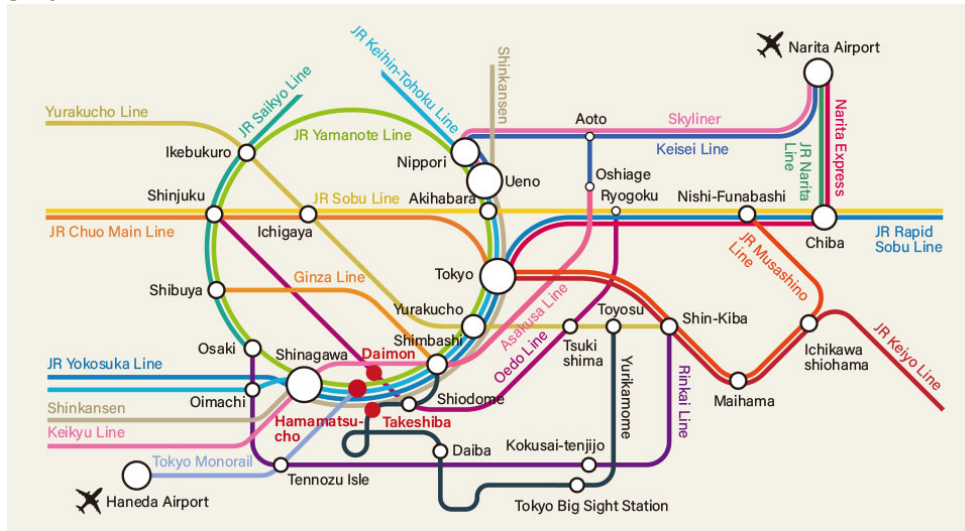 Narita Airport
JR Keihin-Tohoku Line
Shinkansen
JR Saikyo Line
Yurakucho Line
JR Yamanote Line
Aoto
Skyliner
Keisei Line
Ikebukuro
Nippori
Ueno
JR Narita
Line
Narita Express
Oshiage
Ryogoku
Nishi-Funabashi
Shinjuku
JR Sobu Line
Akihabara
JR Chuo Main Line
Ichigaya
Chiba
JR Rapid
Sobu Line
JR Musashino
Line
Tokyo
Ginza Line
Shibuya
Yurakucho
Asakusa Line
Toyosu
Shin-Kiba
Shimbashi
Oedo Line
Tsuki
shima
Osaki
Shinagawa
Daimon
Ichikawa
shiohama
JR Keiyo Line
JR Yokosuka Line
Oimachi
Shiodome
Yurikamome
Rinkai Line
Maihama
Shinkansen
Hamamatsu-
cho
Takeshiba
Keikyu Line
Tokyo Monorail
Daiba
Kokusai-tenjijo
Tennozu Isle
Haneda Airport
Tokyo Big Sight Station